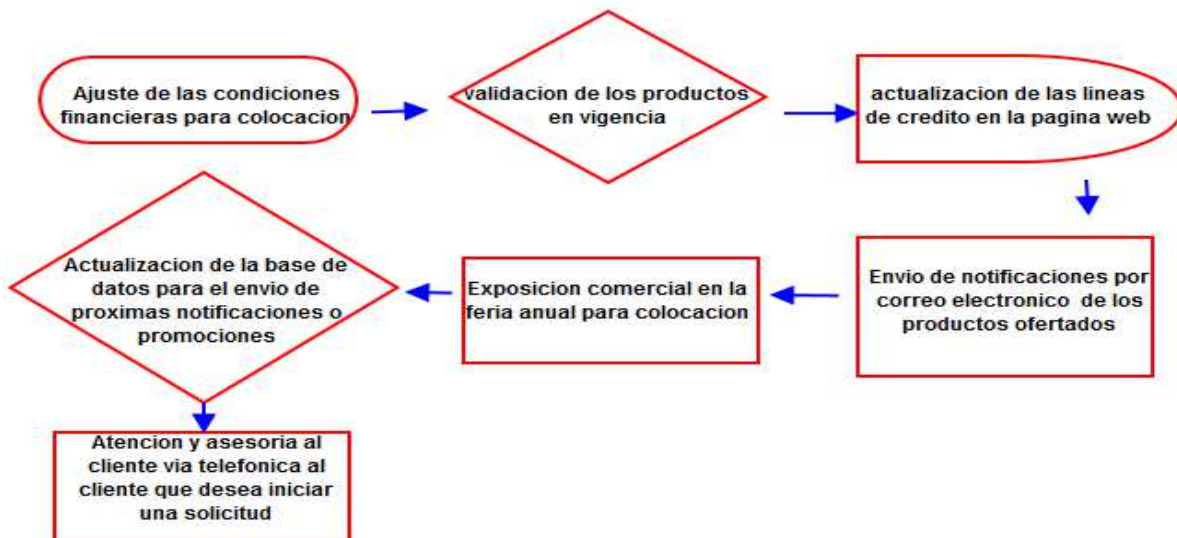 Ajuste de las condiciones
financieras para colocacion
validacion de los productos
en vigencia
actualizacion de las lineas
de credito en la pagina web
Envio de notificaciones por
correo electronico de los
productos ofertados
Exposicion comercial en la
feria anual para colocacion
Actualizacion de la base de
datos para el envio de
proximas notificaciones o
promociones
Atencion y asesoria al
cliente via telefonica al
cliente que desea iniciar
una solicitud